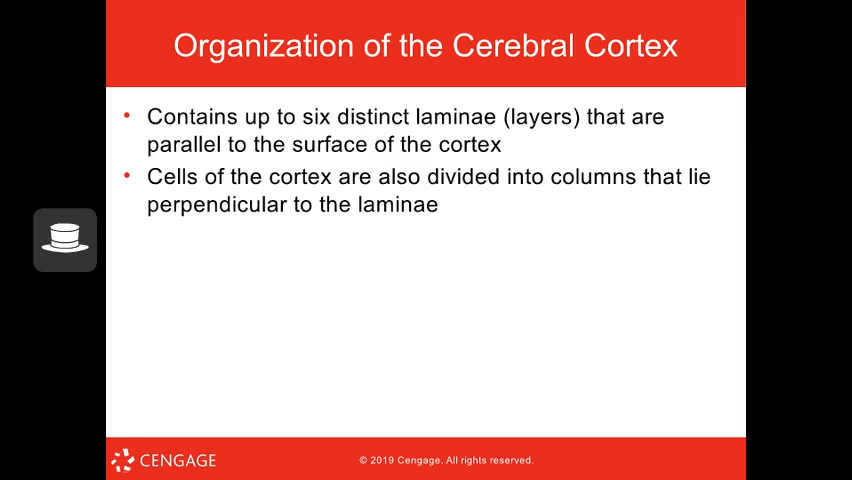 Organization of the Cerebral Cortex
• Contains up to six distinct laminae (layers) that are
parallel to the surface of the cortex
• Cells of the cortex are also divided into columns that lie
perpendicular to the laminae
CENGAGE
© 2019 Cengage. All rights reserved.